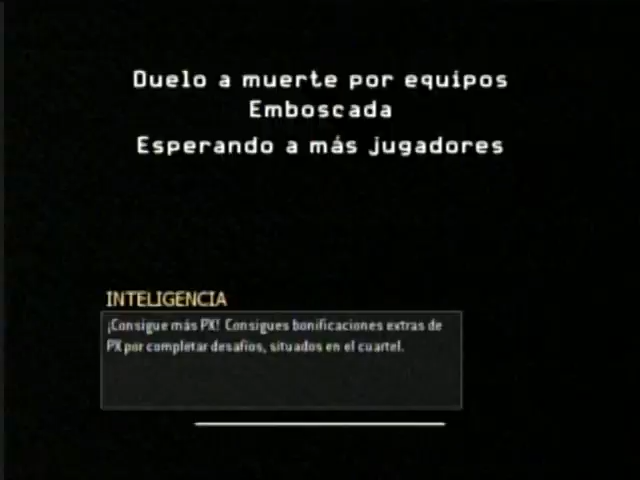 Duelo a muerte por equipos
Emboscada
Esperando a más jugadores
INTELIGENCIA
¡Consigue más PX! Consigues bonificaciones extras de
PX por completar desafíos, situados en el cuartel.